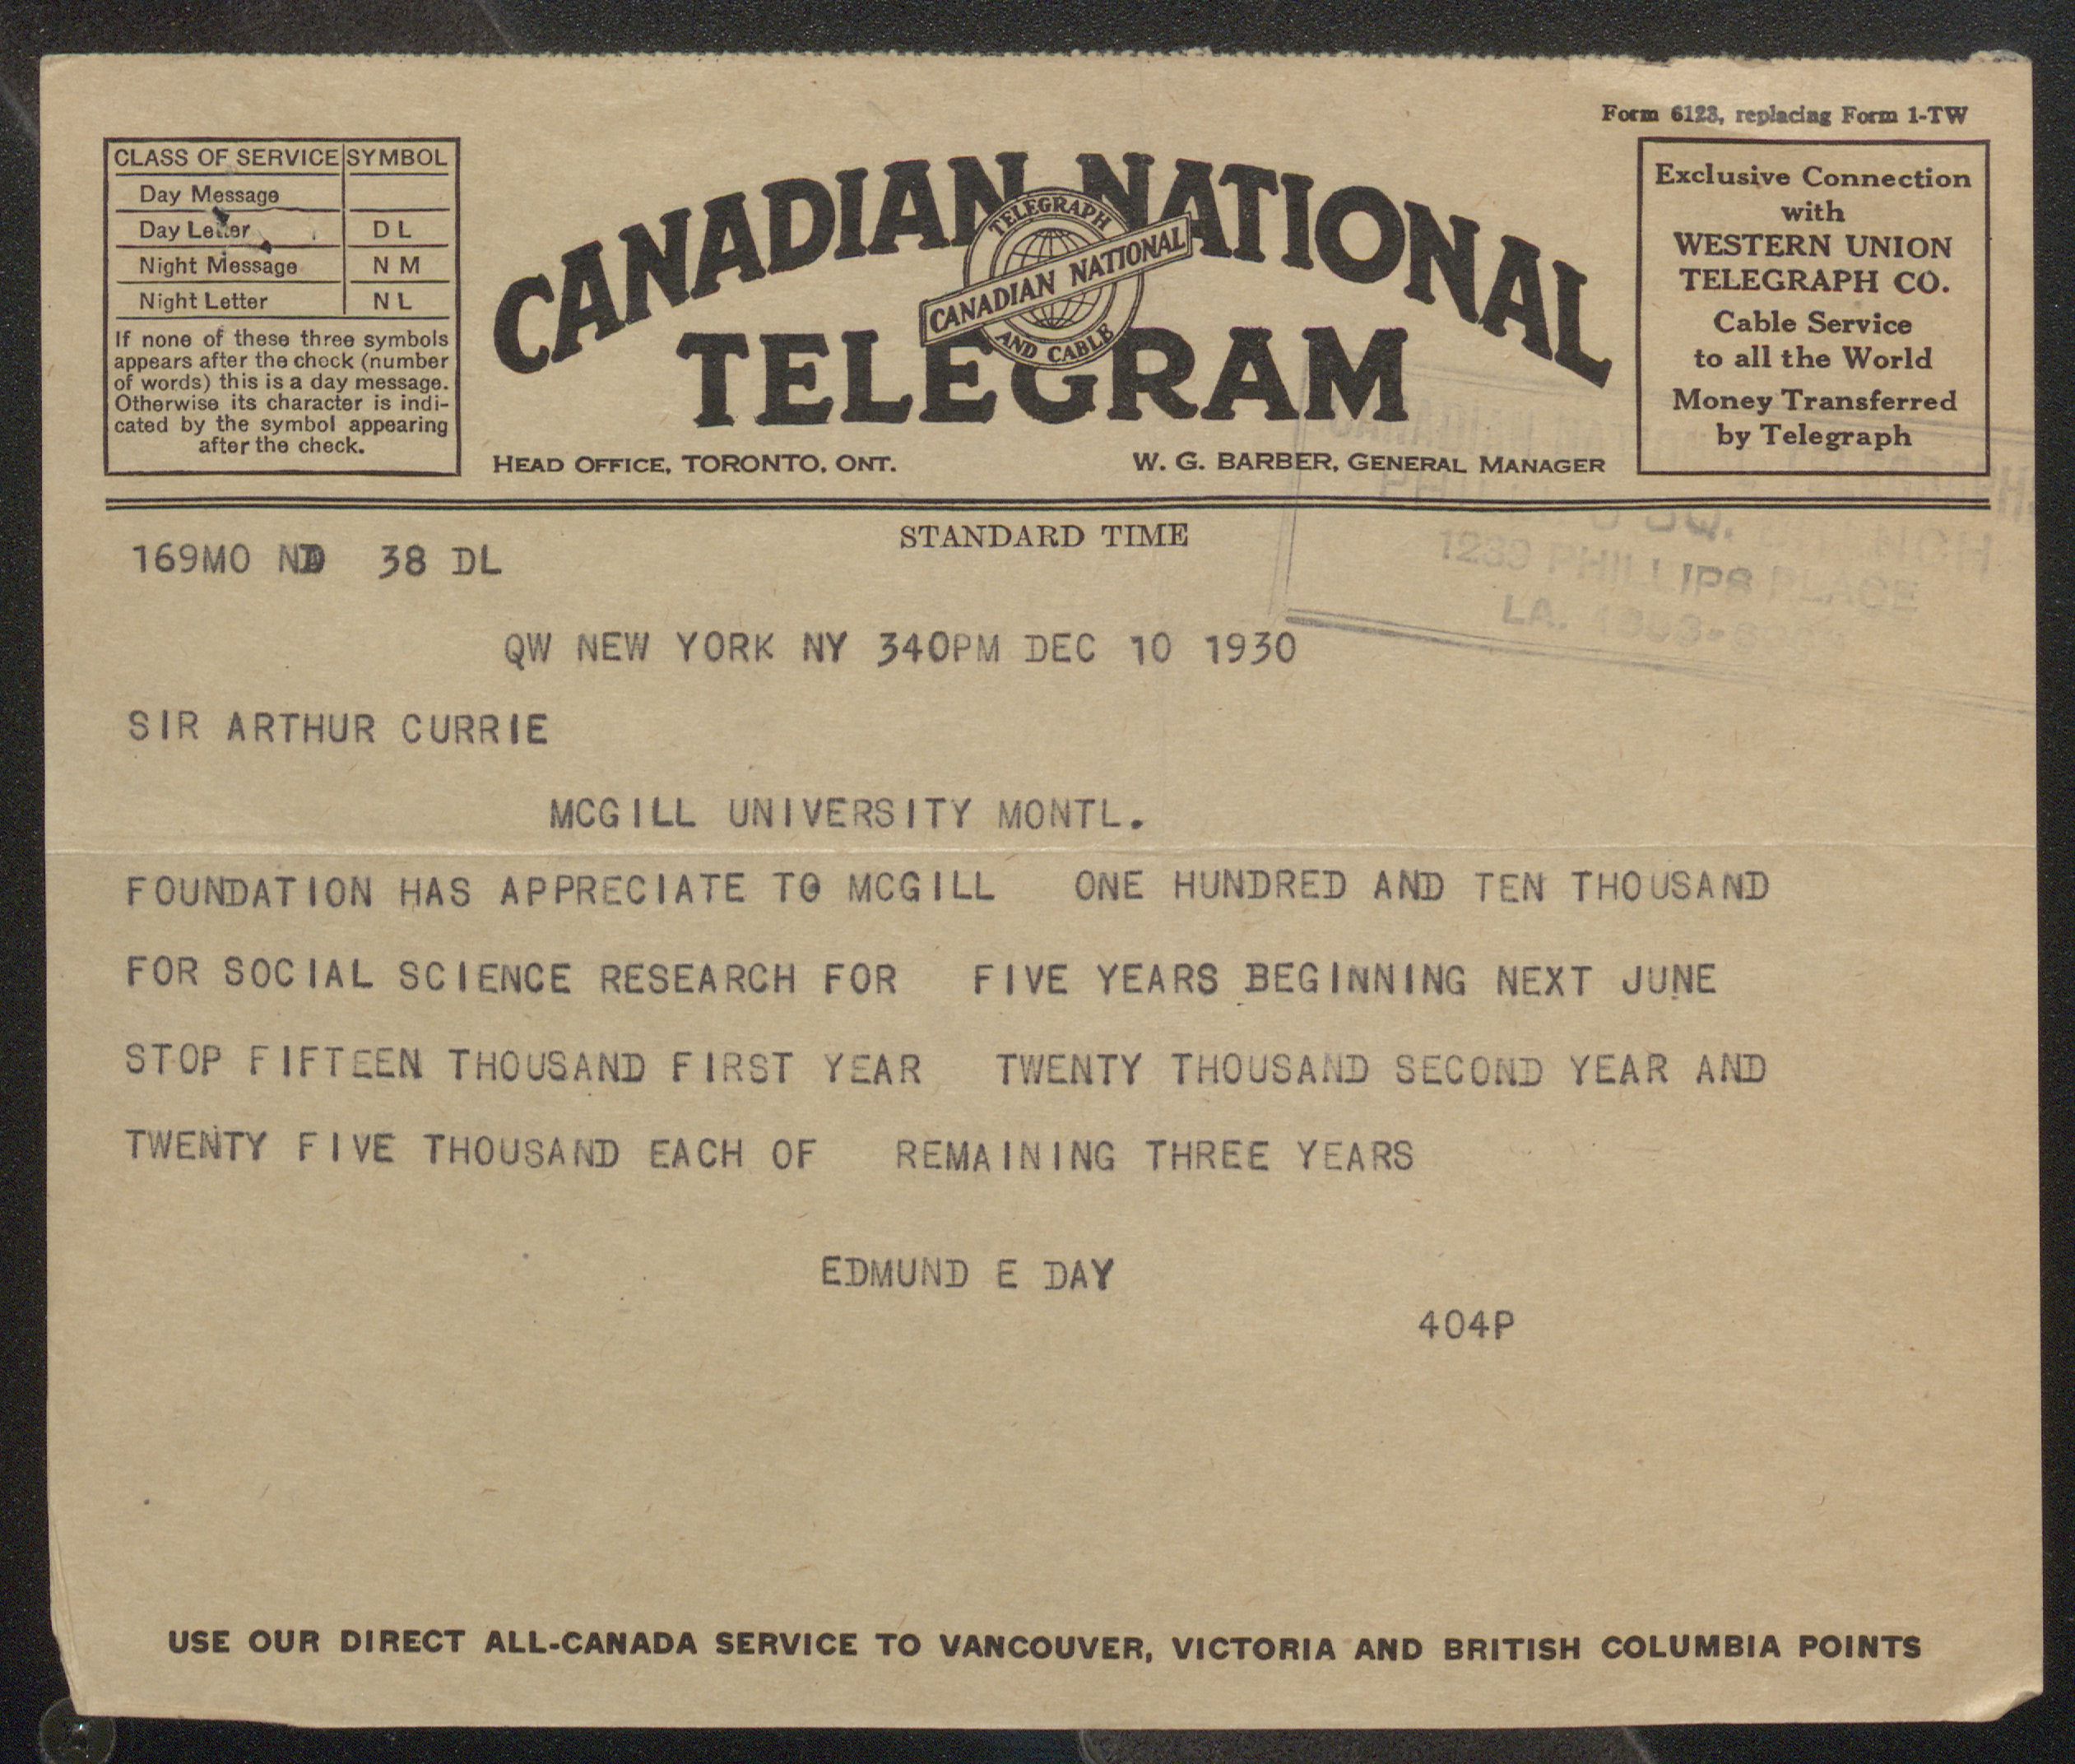 Form 6123, replacing Form 1-TW
CLASS OF SERVICE SYMBOL
Day Message
Day Letter D L
Night Message N M
Night Letter N L
If none of these three symbols
appears after the check (number
of words) this is a day message.
Otherwise its character is indi-
cated by the symbol appearing
after the check.
CANADIAN NATIONAL
TELEGRAM
TELEGRAPH
CANADIAN NATIONAL
AND CABLE
HEAD OFFICE, TORONTO, ONT.
W. G. BARBER, GENERAL MANAGER
Exclusive Connection
with
WESTERN UNION
TELEGRAPH CO.
Cable Service
to all the World
Money Transferred
by Telegraph
SQ. BRANCH
PHILLIPS PLACE
LA.
STANDARD TIME
169MO ND 38 DL
QW NEW YORK NY 340PM DEC 10 1930
SIR ARTHUR CURRIE
MCGILL UNIVERSITY MONTL.
FOUNDATION HAS APPRECIATE TO MCGILL ONE HUNDRED AND TEN THOUSAND
FOR SOCIAL SCIENCE RESEARCH FOR FIVE YEARS BEGINNING NEXT JUNE
STOP FIFTEEN THOUSAND FIRST YEAR TWENTY THOUSAND SECOND YEAR AND
TWENTY FIVE THOUSAND EACH OF REMAINING THREE YEARS
EDMUND E DAY
404P
USE OUR DIRECT ALL-CANADA SERVICE TO VANCOUVER, VICTORIA AND BRITISH COLUMBIA POINTS